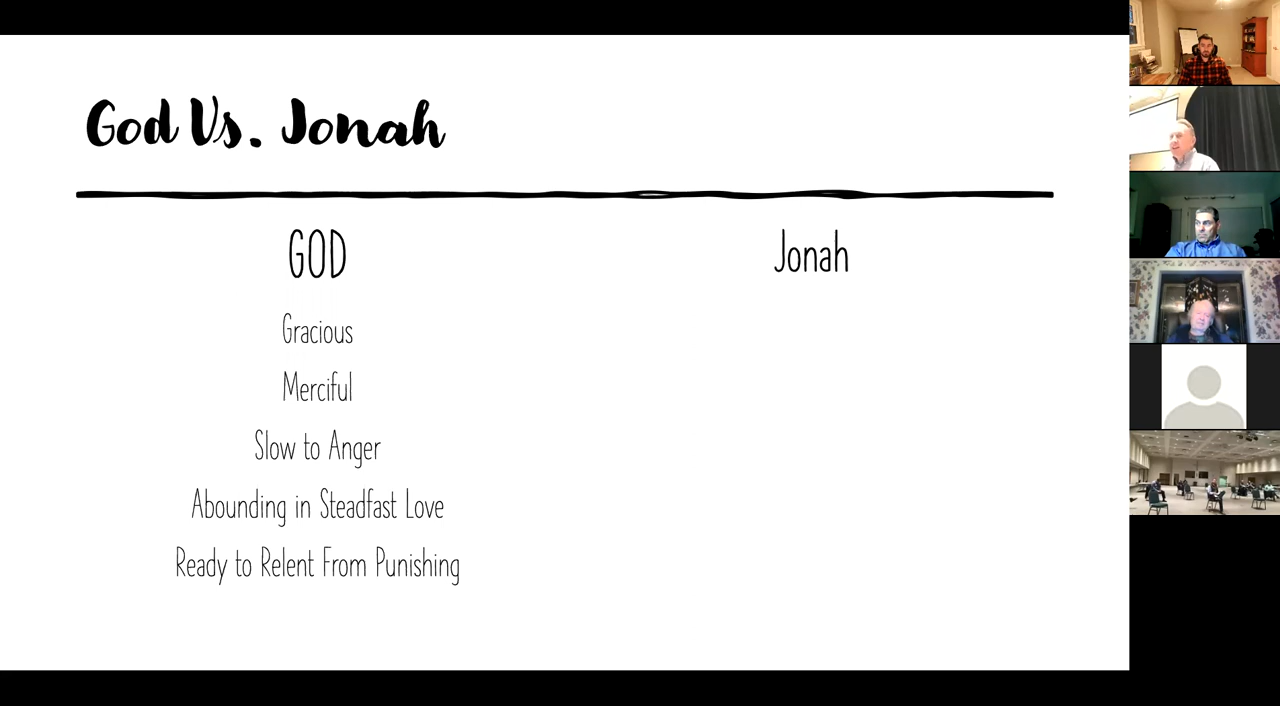 God Vs. Jonah
GOD
Jonah
Gracious
Merciful
Slow to Anger
Abounding in Steadfast Love
Ready to Relent From Punishing